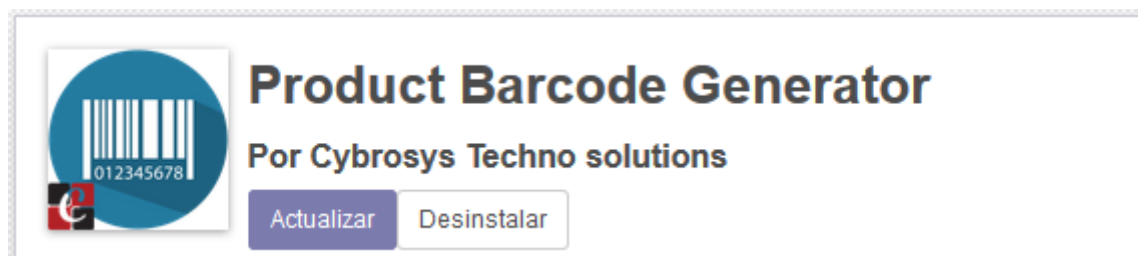 Product Barcode Generator
Por Cybrosys Techno solutions
012345678
Actualizar Desinstalar